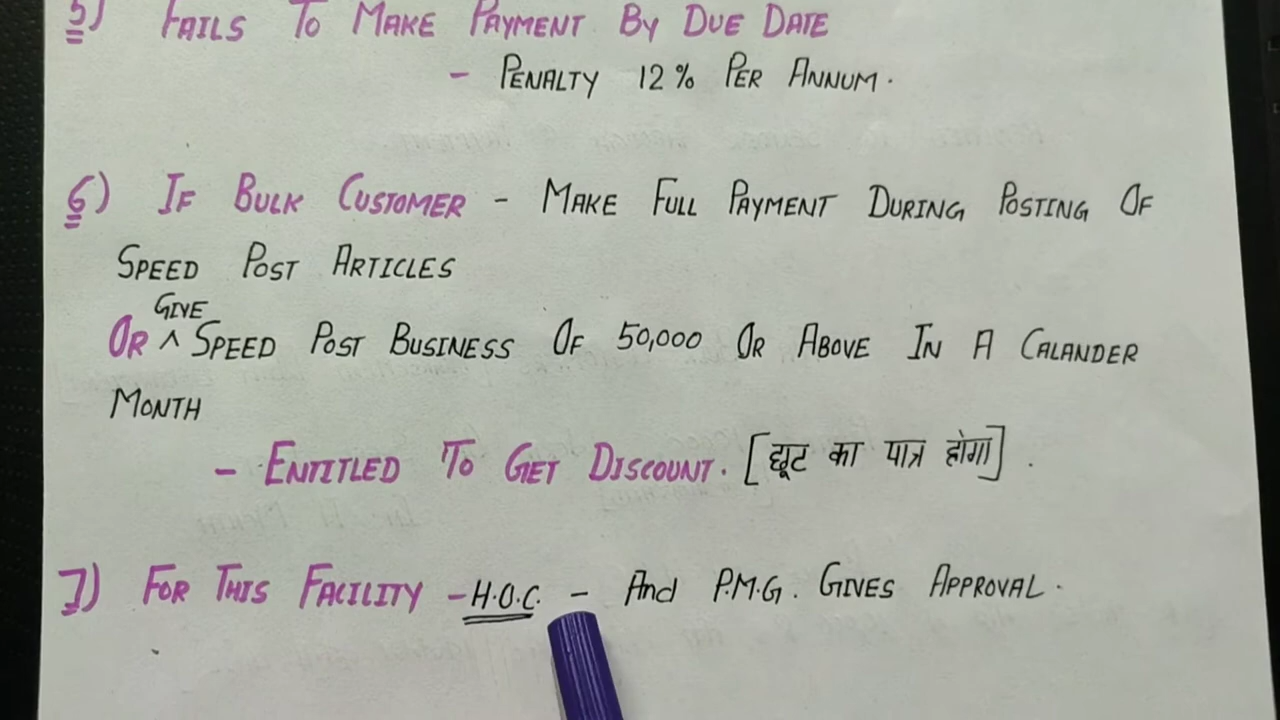 5) FAILS TO MAKE PAYMENT BY DUE DATE
- PENALTY 12% PER ANNUM.
6) IF BULK CUSTOMER - MAKE FULL PAYMENT DURING POSTING OF
SPEED POST ARTICLES
GIVE
OR ^ SPEED POST BUSINESS OF 50,000 OR ABOVE IN A CALANDER
MONTH
- ENTITLED TO GET DISCOUNT. [छूट का पात्र होगा].
7) FOR THIS FACILITY - H.O.C. - And P.M.G. GIVES APPROVAL.